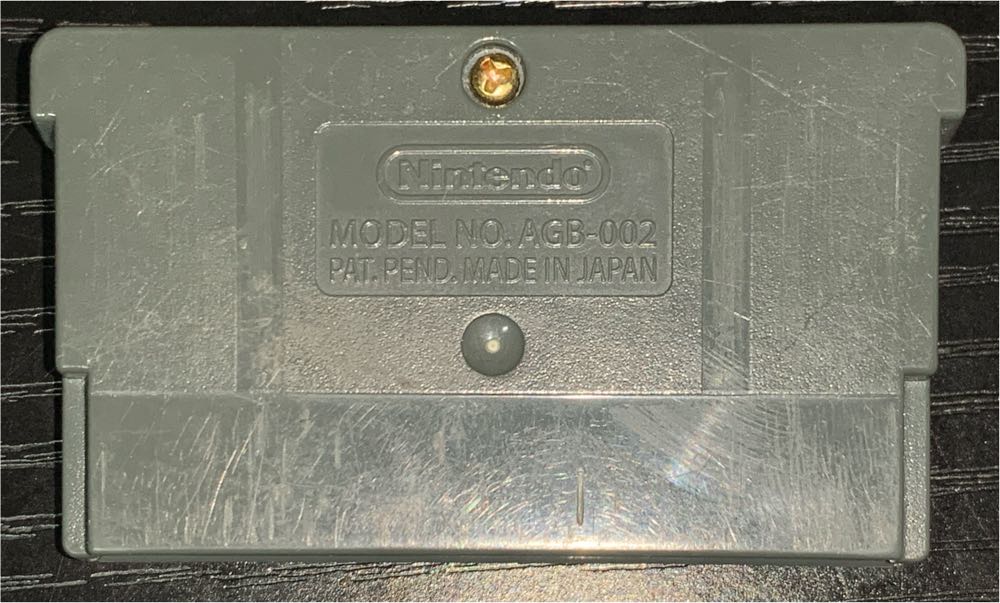 Nintendo®
MODEL NO. AGB-002
PAT. PEND. MADE IN JAPAN